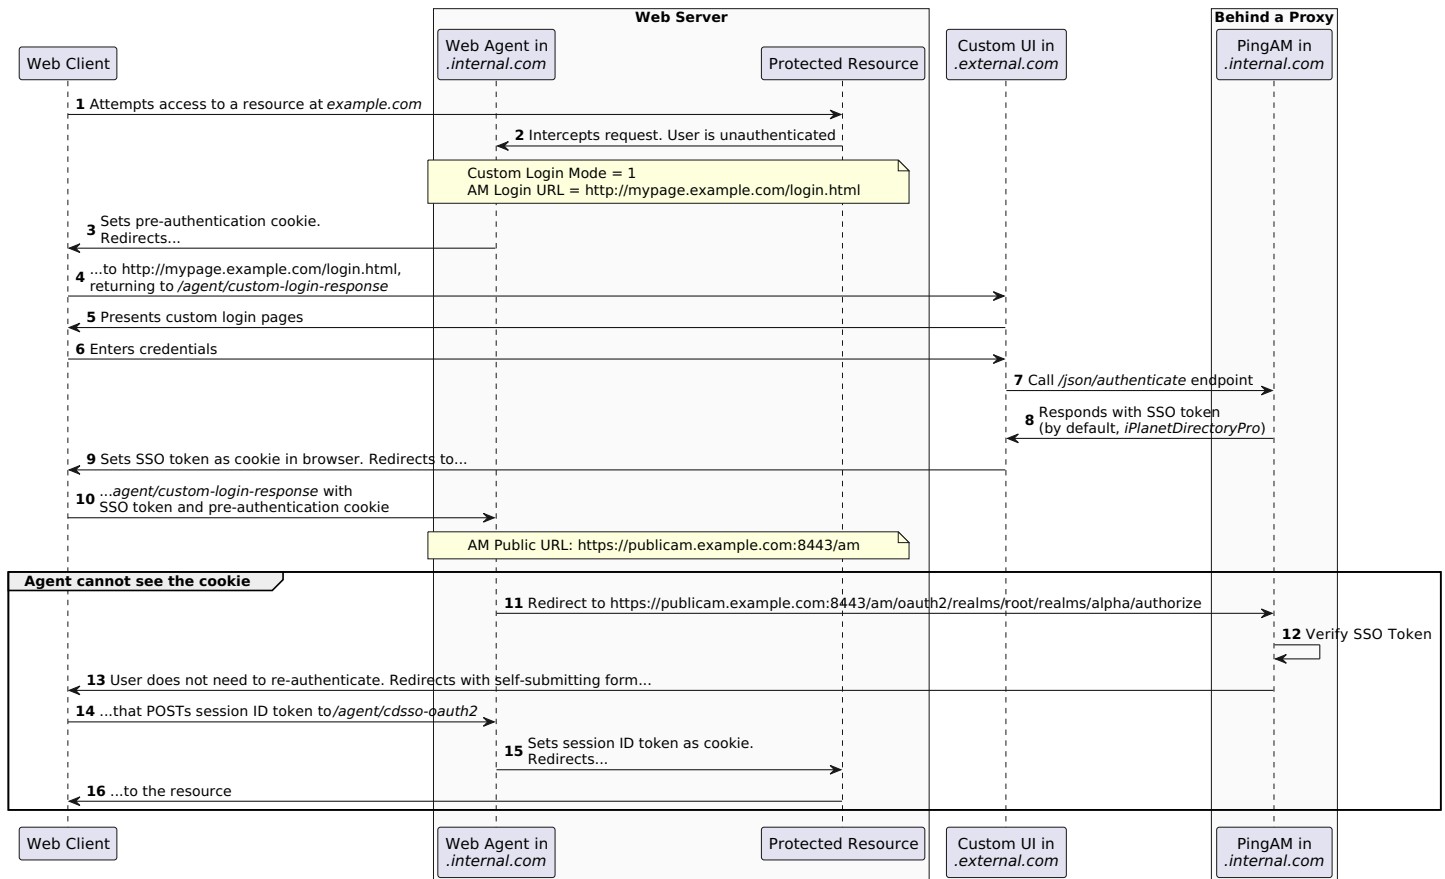 Web Server
Behind a Proxy
Web Client
Web Agent in
.internal.com
Protected Resource
Custom UI in
.external.com
PingAM in
.internal.com
1 Attempts access to a resource at example.com
2 Intercepts request. User is unauthenticated
Custom Login Mode = 1
AM Login URL = http://mypage.example.com/login.html
3 Sets pre-authentication cookie.
Redirects...
4 ...to http://mypage.example.com/login.html,
returning to /agent/custom-login-response
5 Presents custom login pages
6 Enters credentials
7 Call /json/authenticate endpoint
8 Responds with SSO token
(by default, iPlanetDirectoryPro)
9 Sets SSO token as cookie in browser. Redirects to...
10 ...agent/custom-login-response with
SSO token and pre-authentication cookie
AM Public URL: https://publicam.example.com:8443/am
Agent cannot see the cookie
11 Redirect to https://publicam.example.com:8443/am/oauth2/realms/root/realms/alpha/authorize
12 Verify SSO Token
13 User does not need to re-authenticate. Redirects with self-submitting form...
14 ...that POSTs session ID token to /agent/cdsso-oauth2
15 Sets session ID token as cookie.
Redirects...
16 ...to the resource
Web Client
Web Agent in
.internal.com
Protected Resource
Custom UI in
.external.com
PingAM in
.internal.com